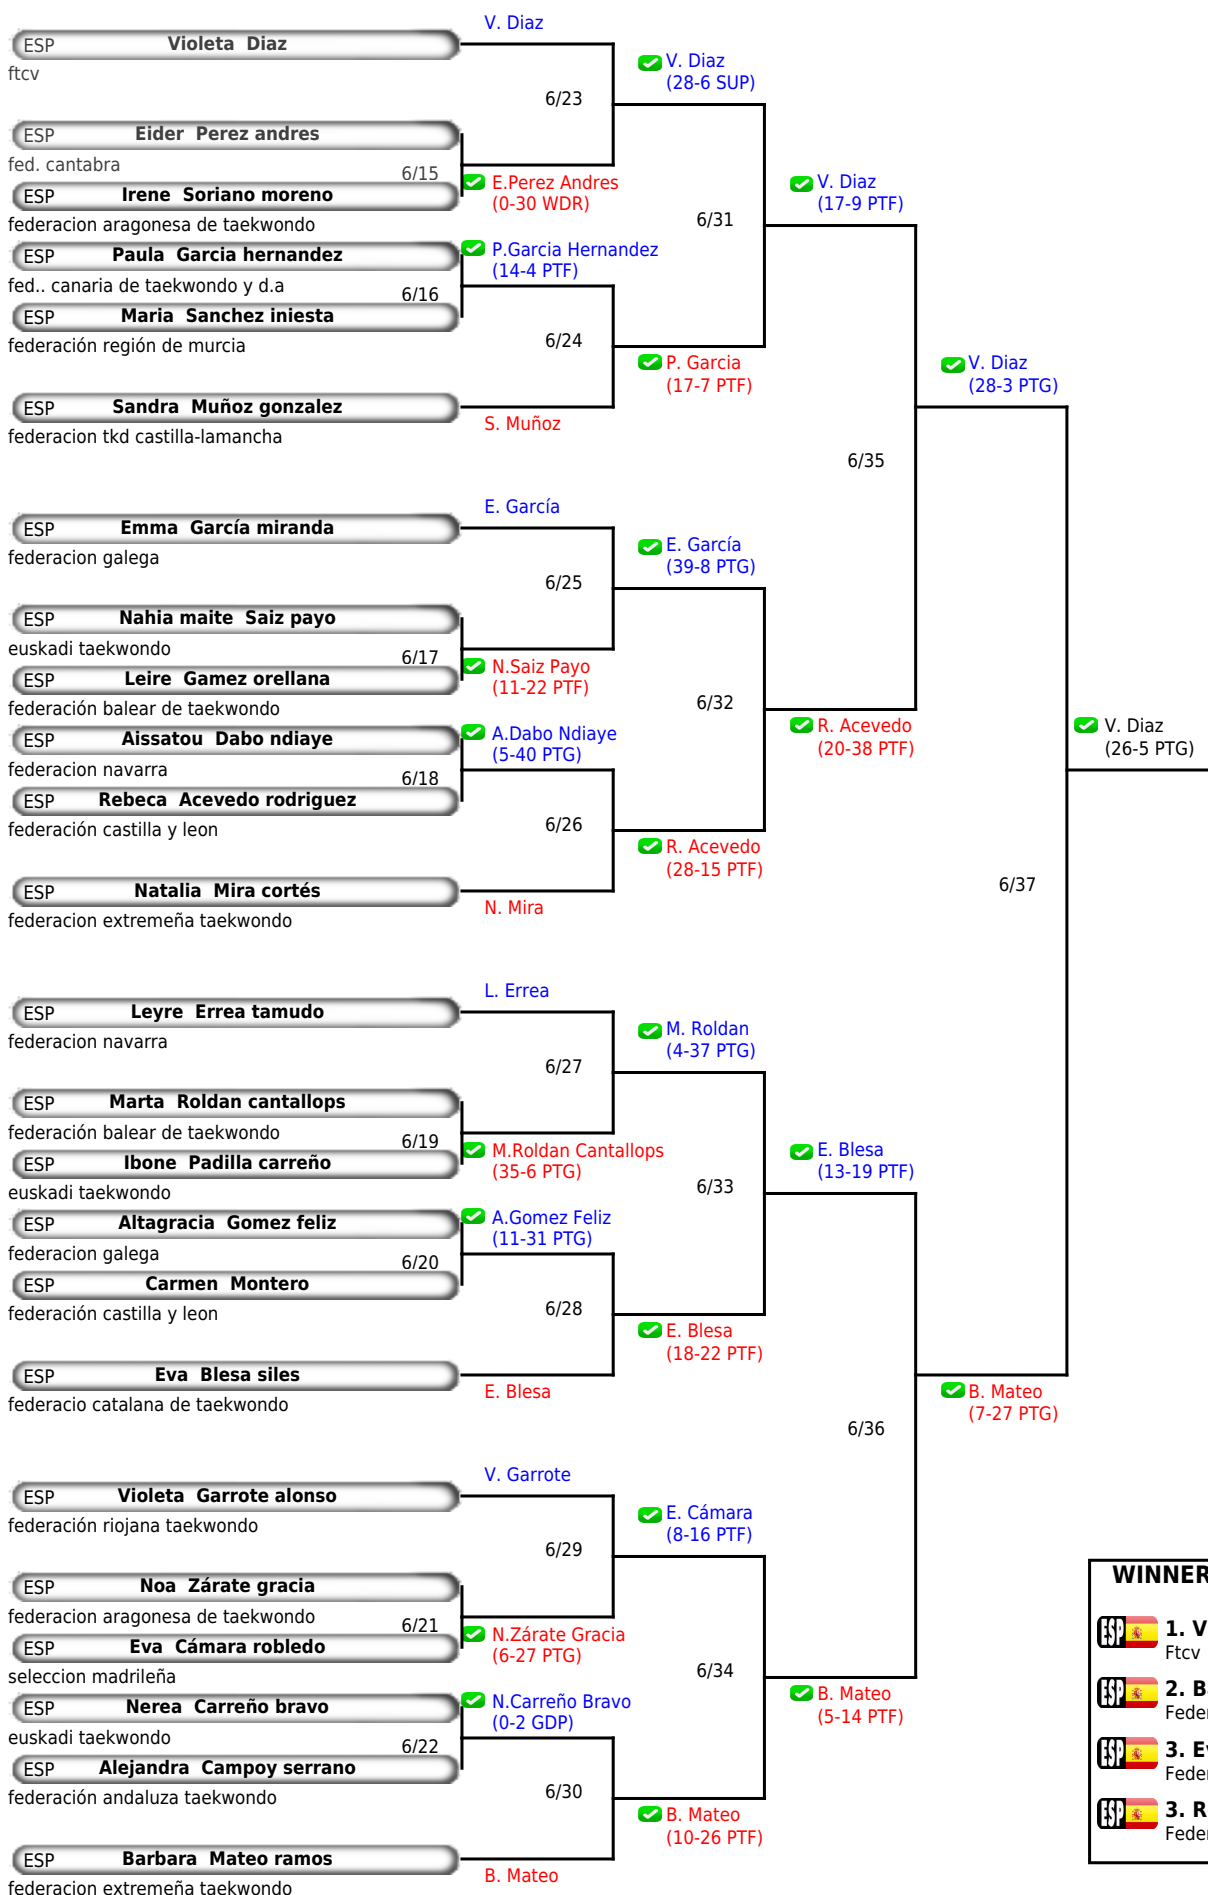 V. Diaz
ESP Violeta Diaz
ftcv
V. Diaz
(28-6 SUP)
6/23
ESP Eider Perez andres
fed. cantabra
6/15
E.Perez Andres
(0-30 WDR)
ESP Irene Soriano moreno
federacion aragonesa de taekwondo
V. Diaz
(17-9 PTF)
6/31
ESP Paula Garcia hernandez
fed.. canaria de taekwondo y d.a
P.Garcia Hernandez
(14-4 PTF)
6/16
ESP Maria Sanchez iniesta
federación región de murcia
6/24
P. Garcia
(17-7 PTF)
ESP Sandra Muñoz gonzalez
federacion tkd castilla-lamancha
S. Muñoz
V. Diaz
(28-3 PTG)
6/35
E. García
ESP Emma García miranda
federacion galega
E. García
(39-8 PTG)
6/25
ESP Nahia maite Saiz payo
euskadi taekwondo
6/17
N.Saiz Payo
(11-22 PTF)
ESP Leire Gamez orellana
federación balear de taekwondo
6/32
ESP Aissatou Dabo ndiaye
federacion navarra
A.Dabo Ndiaye
(5-40 PTG)
R. Acevedo
(20-38 PTF)
V. Diaz
(26-5 PTG)
6/18
ESP Rebeca Acevedo rodriguez
federación castilla y leon
6/26
R. Acevedo
(28-15 PTF)
ESP Natalia Mira cortés
federacion extremeña taekwondo
N. Mira
6/37
L. Errea
ESP Leyre Errea tamudo
federacion navarra
M. Roldan
(4-37 PTG)
6/27
ESP Marta Roldan cantallops
federación balear de taekwondo
6/19
M.Roldan Cantallops
(35-6 PTG)
ESP Ibone Padilla carreño
euskadi taekwondo
E. Blesa
(13-19 PTF)
6/33
ESP Altagracia Gomez feliz
federacion galega
A.Gomez Feliz
(11-31 PTG)
6/20
ESP Carmen Montero
federación castilla y leon
6/28
E. Blesa
(18-22 PTF)
ESP Eva Blesa siles
federacio catalana de taekwondo
E. Blesa
B. Mateo
(7-27 PTG)
6/36
V. Garrote
ESP Violeta Garrote alonso
federación riojana taekwondo
E. Cámara
(8-16 PTF)
6/29
ESP Noa Zárate gracia
federacion aragonesa de taekwondo
6/21
N.Zárate Gracia
(6-27 PTG)
ESP Eva Cámara robledo
seleccion madrileña
6/34
ESP Nerea Carreño bravo
euskadi taekwondo
N.Carreño Bravo
(0-2 GDP)
B. Mateo
(5-14 PTF)
6/22
ESP Alejandra Campoy serrano
federación andaluza taekwondo
6/30
B. Mateo
(10-26 PTF)
ESP Barbara Mateo ramos
federacion extremeña taekwondo
B. Mateo
WINNER
ESP 1. V
Ftcv
ESP 2. B
Feder
ESP 3. E
Feder
ESP 3. R
Feder